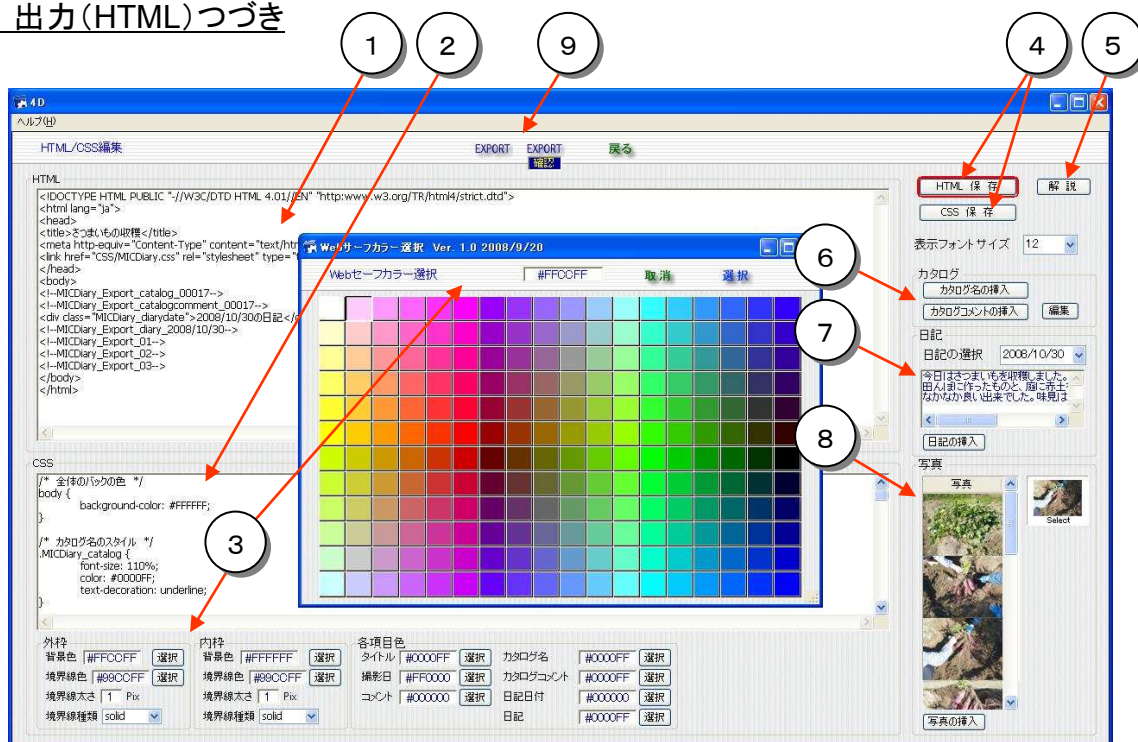 出力(HTML)つづき
1
2
9
4
5
4D
ヘルプ(H)
HTML/CSS編集
EXPORT
EXPORT
確認
戻る
HTML
<!DOCTYPE HTML PUBLIC "-//W3C//DTD HTML 4.01//EN" "http:www.w3.org/TR/html4/strict.dtd">
<html lang="ja">
<head>
<title>さつまいもの収穫</title>
<meta http-equiv="Content-Type" content="text/htm
<link href="CSS/MICDiary.css" rel="stylesheet" type="
</head>
<body>
<!--MICDiary_Export_catalog_00017-->
<!--MICDiary_Export_catalogcomment_00017-->
<div class="MICDiary_diarydate">2008/10/30の日記</
<!--MICDiary_Export_diary_2008/10/30-->
<!--MICDiary_Export_01-->
<!--MICDiary_Export_02-->
<!--MICDiary_Export_03-->
</body>
</html>
Webサーフカラー選択 Ver. 1.0 2008/9/20
Webセーフカラー選択
#FFCCFF
取消
選択
HTML 保存
解説
CSS 保存
表示フォントサイズ 12
6
カタログ
カタログ名の挿入
カタログコメントの挿入
編集
7
日記
日記の選択 2008/10/30
今日はさつまいもを収穫しました。
田んぼに作ったものと、庭に赤土
なかなか良い出来でした。味見は
日記の挿入
8
写真
写真
Select
写真の挿入
CSS
/* 全体のバックの色 */
body {
background-color: #FFFFFF;
}
/* カタログ名のスタイル */
.MICDiary_catalog {
font-size: 110%;
color: #0000FF;
text-decoration: underline;
}
3
外枠
背景色 #FFCCFF 選択
境界線色 #99CCFF 選択
境界線太さ 1 Pix
境界線種類 solid
内枠
背景色 #FFFFFF 選択
境界線色 #99CCFF 選択
境界線太さ 1 Pix
境界線種類 solid
各項目色
タイトル #0000FF 選択
撮影日 #FF0000 選択
コメント #000000 選択
カタログ名 #0000FF 選択
カタログコメント #0000FF 選択
日記日付 #000000 選択
日記 #0000FF 選択